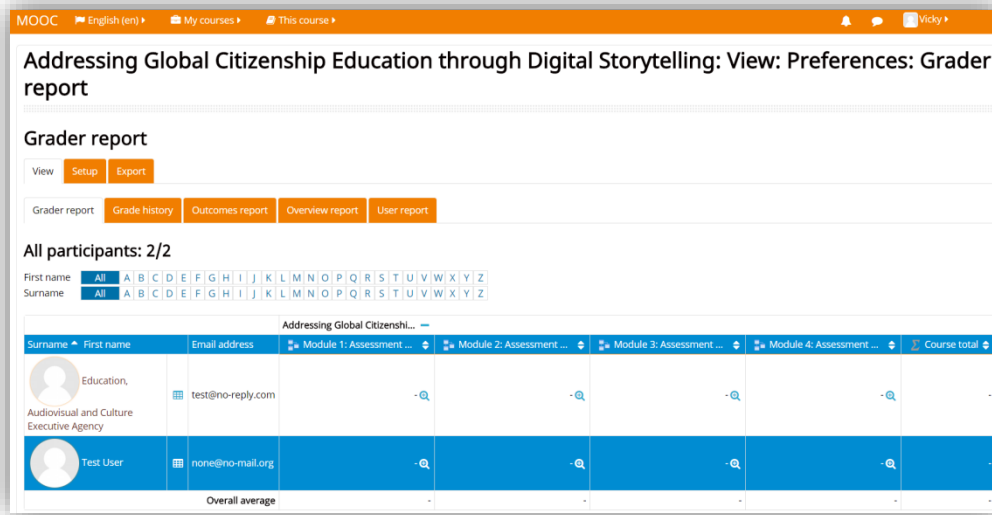 MOOC English (en) My courses This course Vicky
Addressing Global Citizenship Education through Digital Storytelling: View: Preferences: Grader
report
Grader report
View Setup Export
Grader report Grade history Outcomes report Overview report User report
All participants: 2/2
First name All A B C D E F G H I J K L M N O P Q R S T U V W X Y Z
Surname All A B C D E F G H I J K L M N O P Q R S T U V W X Y Z
Addressing Global Citizenshi...
Surname First name Email address Module 1: Assessment ... Module 2: Assessment ... Module 3: Assessment ... Module 4: Assessment ... Σ Course total
Education,
Audiovisual and Culture
Executive Agency
test@no-reply.com - - - - -
Test User none@no-mail.org - - - - -
Overall average - - - - -